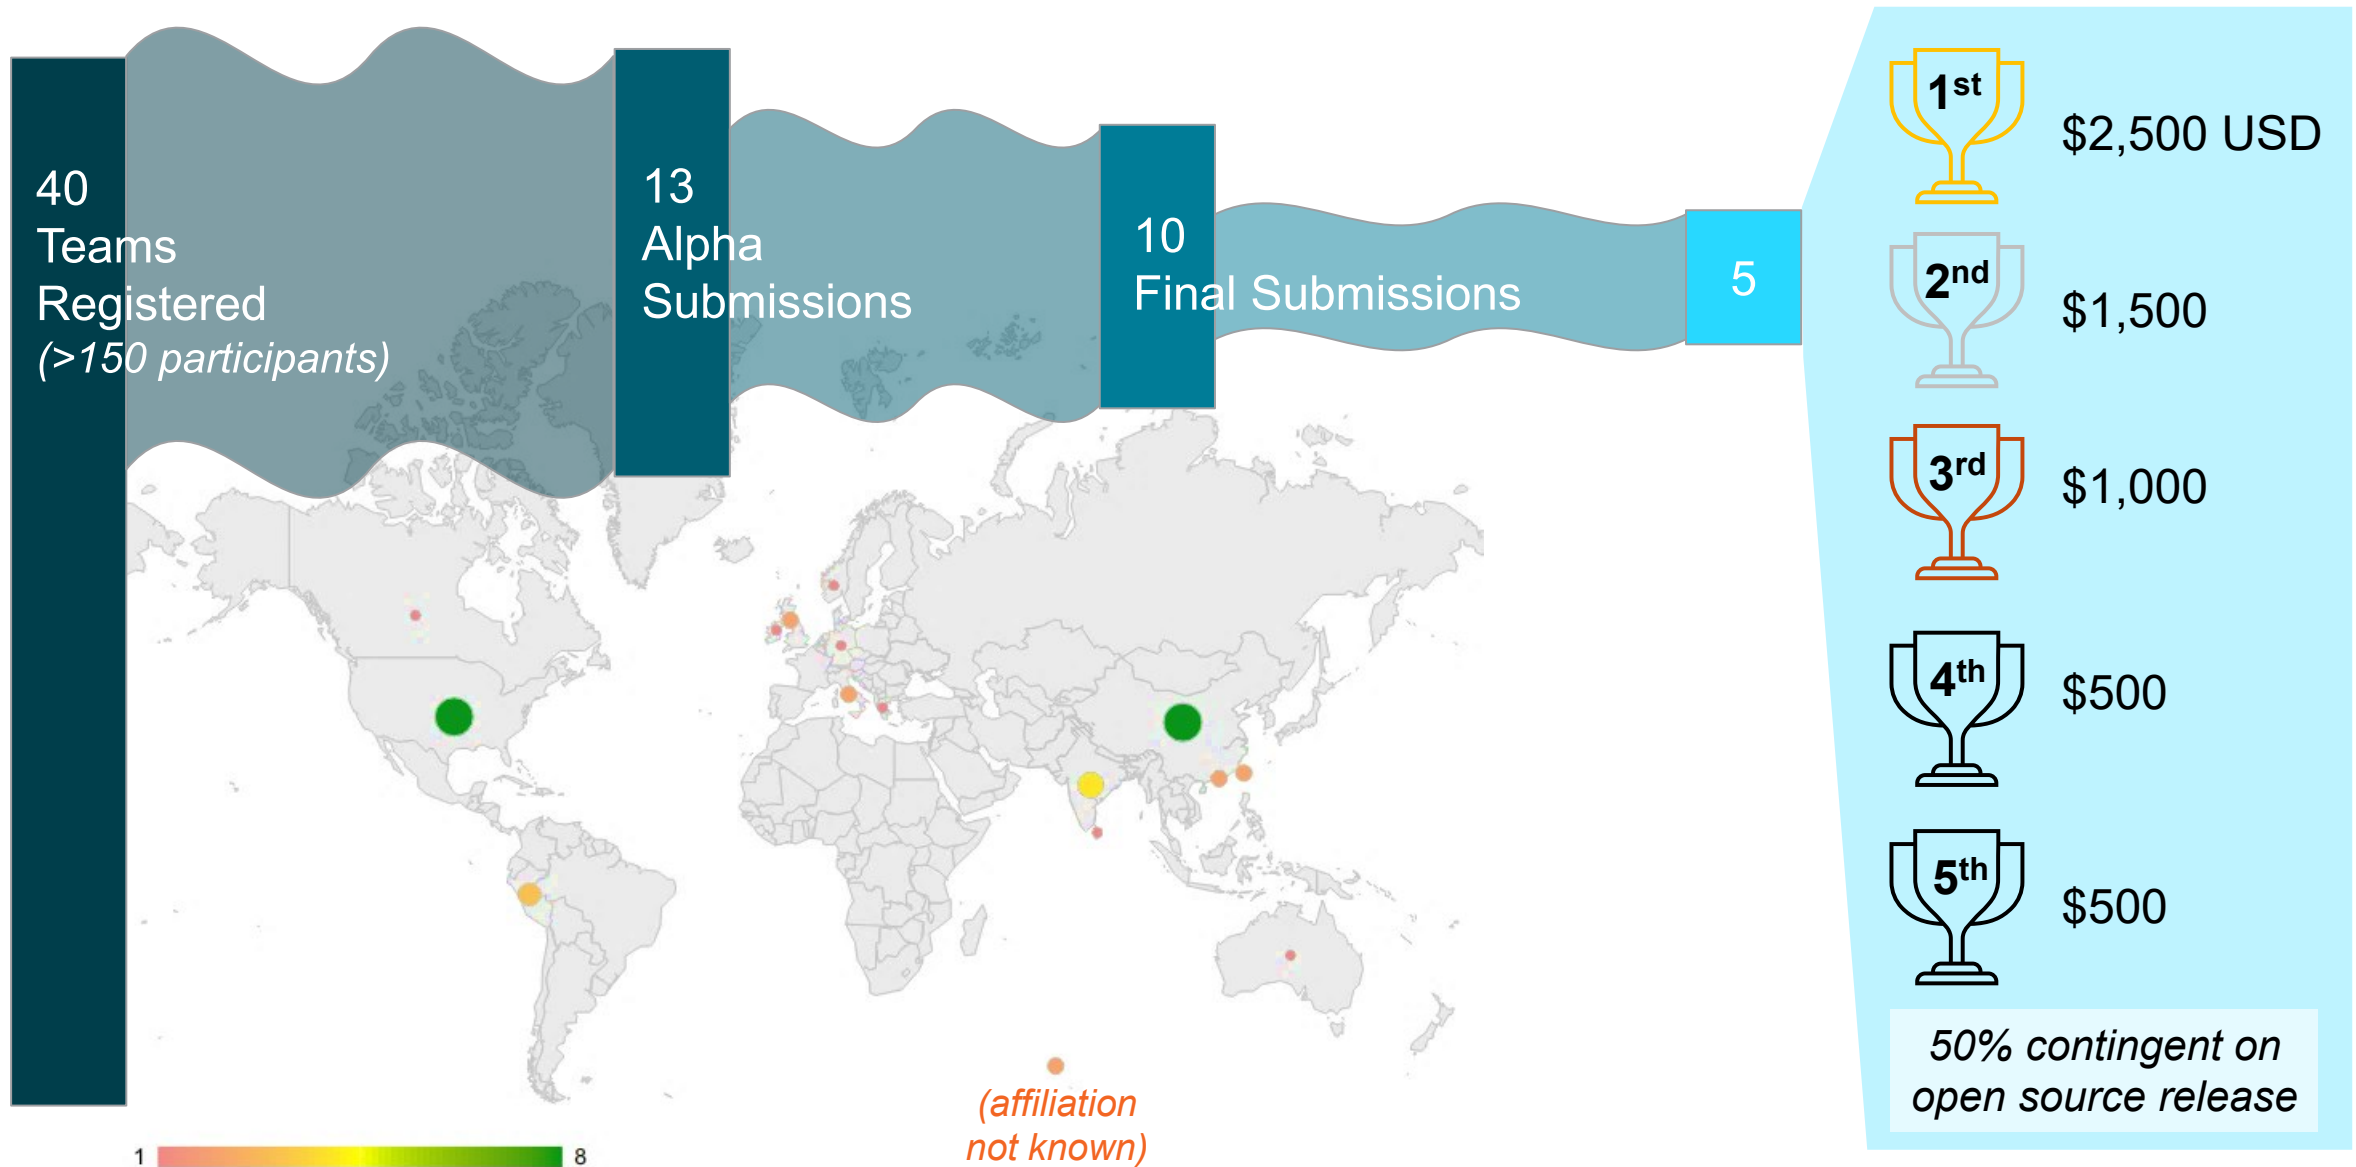 40
Teams
Registered
(>150 participants)
13
Alpha
Submissions
10
Final Submissions
5
1st
$2,500 USD
2nd
$1,500
3rd
$1,000
4th
$500
5th
$500
50% contingent on
open source release
(affiliation
not known)
1
8